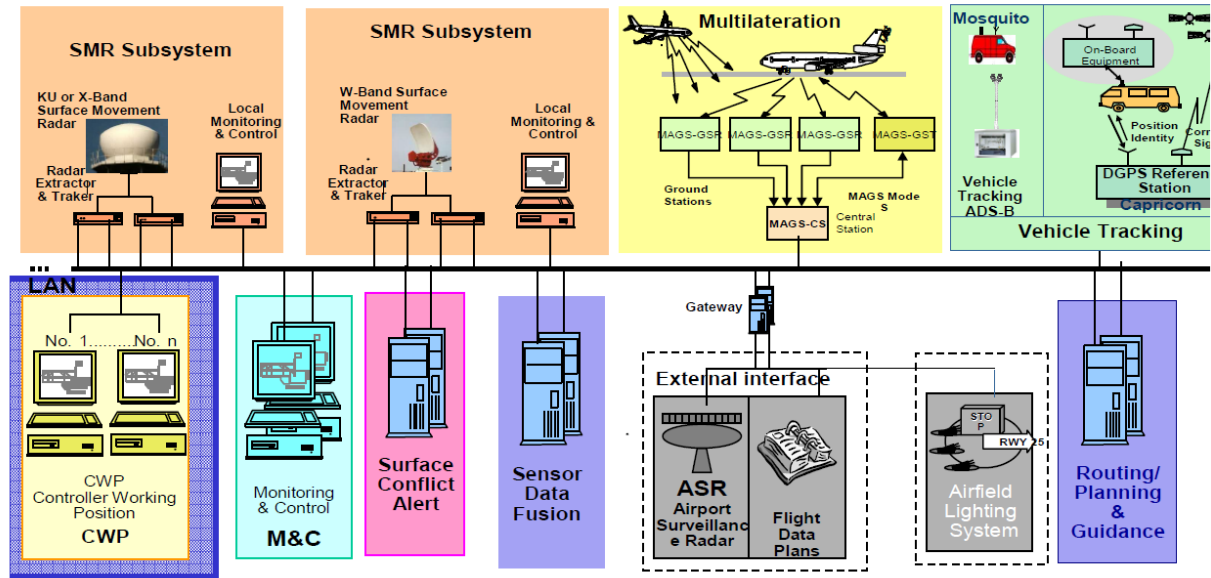 SMR Subsystem
KU or X-Band
Surface Movement
Radar
Local
Monitoring
& Control
Radar
Extractor
& Traker
SMR Subsystem
W-Band Surface
Movement
Radar
Local
Monitoring &
Control
Radar
Extractor &
Traker
Multilateration
MAGS-GSR
MAGS-GSR
MAGS-GSR
MAGS-GST
Ground
Stations
MAGS Mode
S
MAGS-CS
Central
Station
Mosquito
Vehicle
Tracking
ADS-B
On-Board
Equipment
Position
Identity
DGPS Referen
Station
Capricorn
Vehicle Tracking
LAN
No. 1.........No. n
CWP
Controller Working
Position
CWP
Monitoring
& Control
M&C
Surface
Conflict
Alert
Sensor
Data
Fusion
Gateway
External interface
ASR
Airport
Surveillanc
e Radar
Flight
Data
Plans
STO
P
RWY 25
Airfield
Lighting
System
Routing/
Planning
&
Guidance